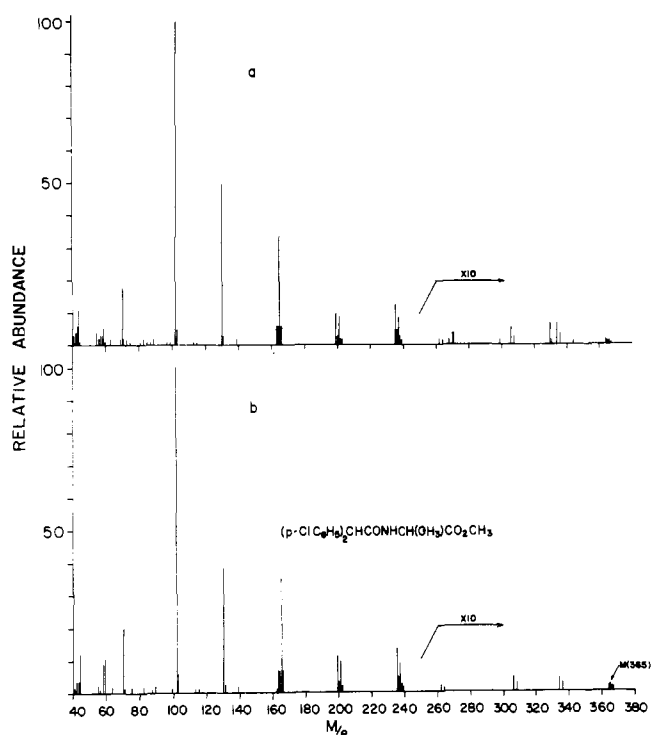 100
a
X10
50
RELATIVE ABUNDANCE
100
b
(p-ClC₆H₅)₂CHCONHCH(CH₃)CO₂CH₃
50
X10
M(365)
40 60 80 100 120 140 160 180 200 220 240 260 280 300 320 340 360 380
M/e